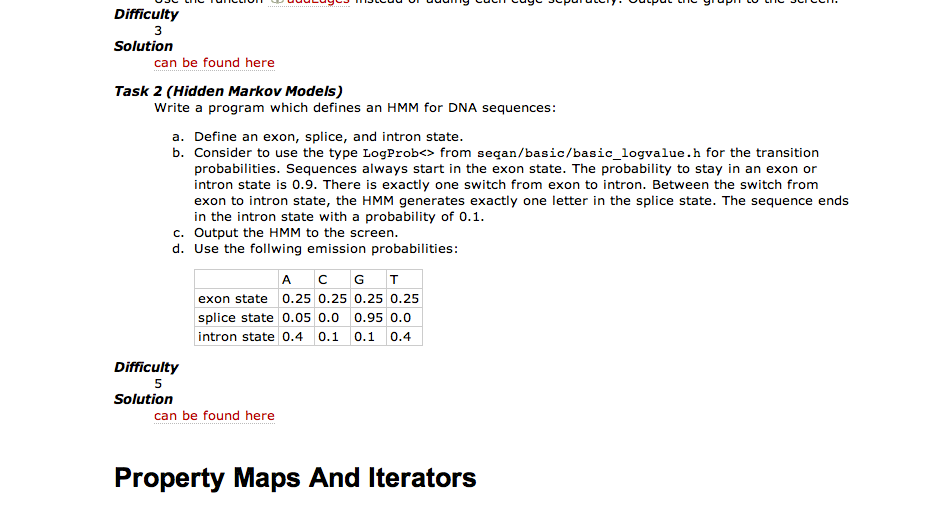 Difficulty
3
Solution
can be found here
Task 2 (Hidden Markov Models)
Write a program which defines an HMM for DNA sequences:
a. Define an exon, splice, and intron state.
b. Consider to use the type LogProb<> from seqan/basic/basic_logvalue.h for the transition
probabilities. Sequences always start in the exon state. The probability to stay in an exon or
intron state is 0.9. There is exactly one switch from exon to intron. Between the switch from
exon to intron state, the HMM generates exactly one letter in the splice state. The sequence ends
in the intron state with a probability of 0.1.
c. Output the HMM to the screen.
d. Use the follwing emission probabilities:
A C G T
exon state 0.25 0.25 0.25 0.25
splice state 0.05 0.0 0.95 0.0
intron state 0.4 0.1 0.1 0.4
Difficulty
5
Solution
can be found here
Property Maps And Iterators